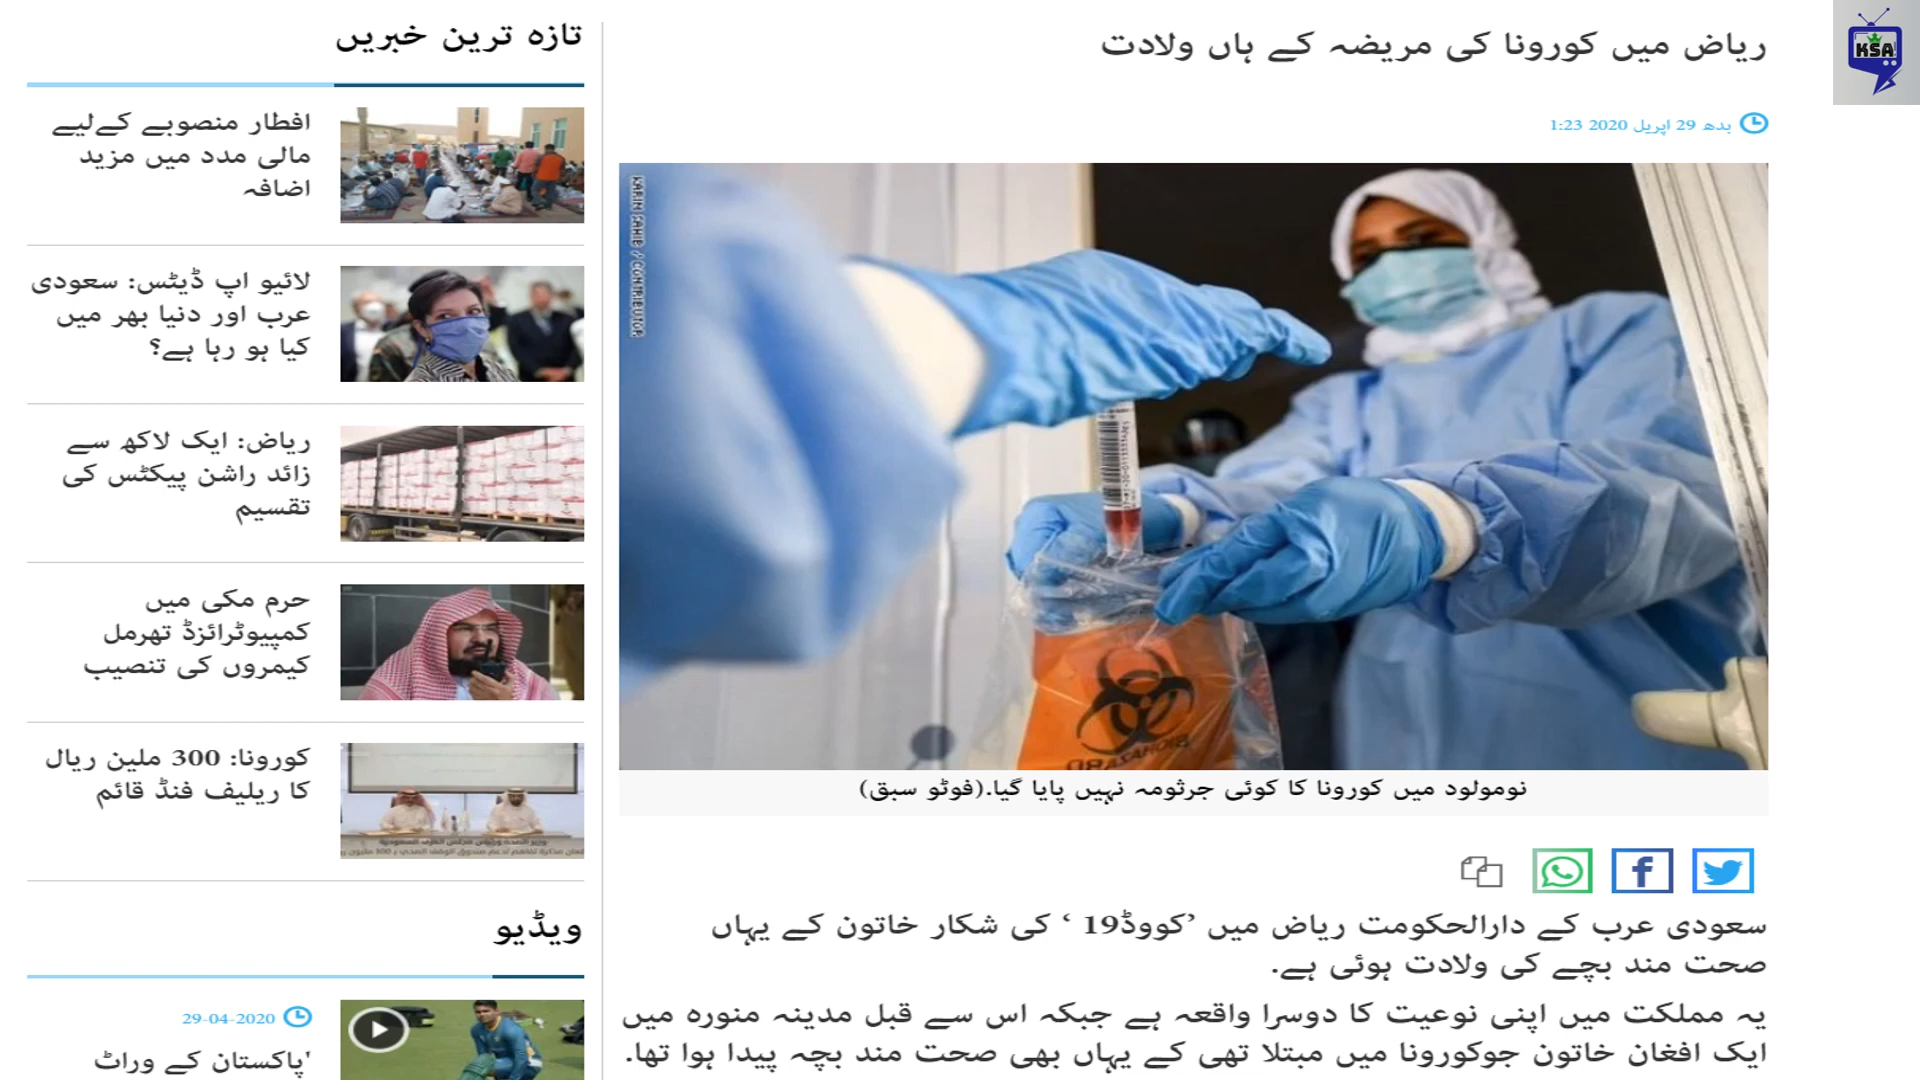 KSA
ریاض میں کورونا کی مریضہ کے ہاں ولادت
بدھ 29 اپریل 2020 1:23
KARIM SAHIB / CONTRIBUTOR
نومولود میں کورونا کا کوئی جرثومہ نہیں پایا گیا.(فوٹو سبق)
سعودی عرب کے دارالحکومت ریاض میں ’کووڈ19 ‘ کی شکار خاتون کے یہاں
صحت مند بچے کی ولادت ہوئی ہے.
یہ مملکت میں اپنی نوعیت کا دوسرا واقعہ ہے جبکہ اس سے قبل مدینہ منورہ میں
ایک افغان خاتون جوکورونا میں مبتلا تھی کے یہاں بھی صحت مند بچہ پیدا ہوا تھا.
تازہ ترین خبریں
افطار منصوبے کےلیے
مالی مدد میں مزید
اضافہ
لائیو اپ ڈیٹس: سعودی
عرب اور دنیا بھر میں
کیا ہو رہا ہے؟
ریاض: ایک لاکھ سے
زائد راشن پیکٹس کی
تقسیم
حرم مکی میں
کمپیوٹرائزڈ تھرمل
کیمروں کی تنصیب
کورونا: 300 ملین ریال
کا ریلیف فنڈ قائم
ویڈیو
29-04-2020
'پاکستان کے وراٹ